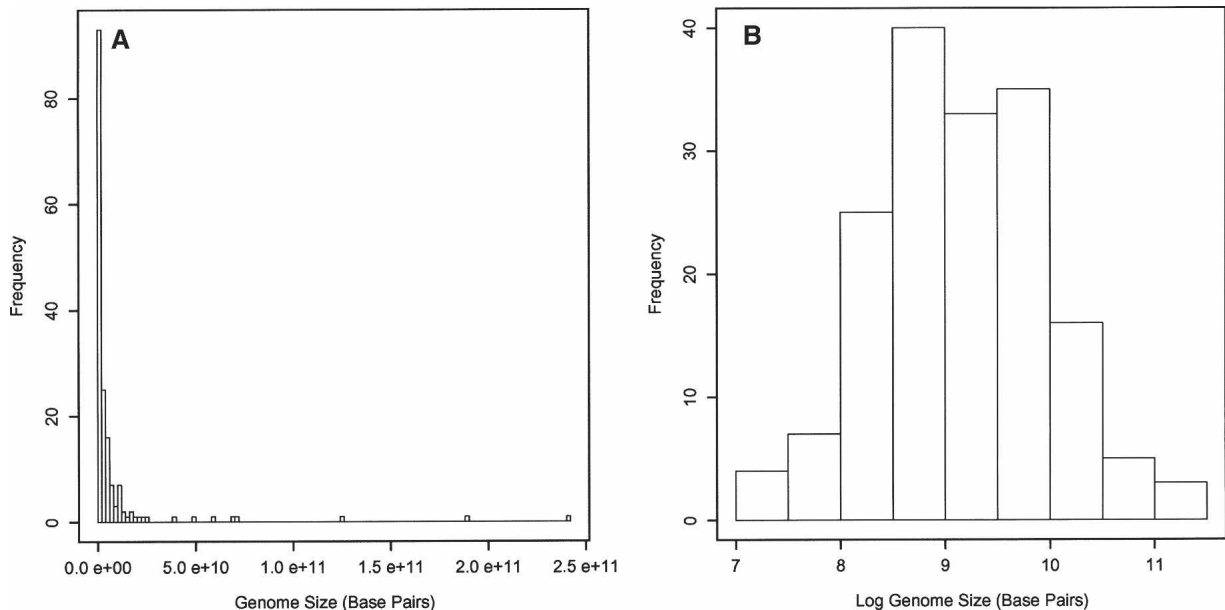 A
Frequency
80
60
40
20
0
0.0 e+00
5.0 e+10
1.0 e+11
1.5 e+11
2.0 e+11
2.5 e+11
Genome Size (Base Pairs)
B
Frequency
40
30
20
10
0
7
8
9
10
11
Log Genome Size (Base Pairs)